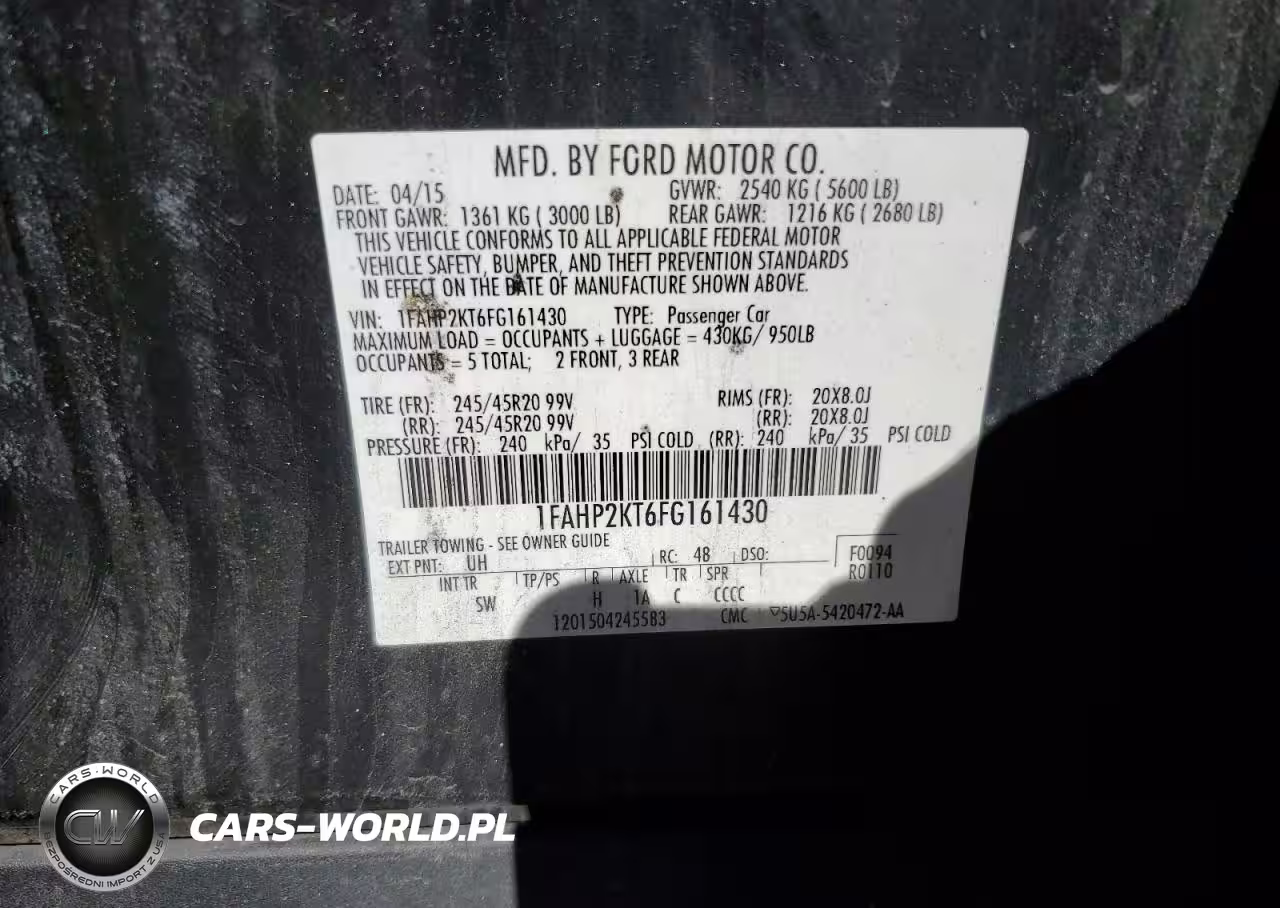 MFD. BY FORD MOTOR CO.
DATE: 04/15 GVWR: 2540 KG ( 5600 LB)
FRONT GAWR: 1361 KG ( 3000 LB) REAR GAWR: 1216 KG ( 2680 LB)
THIS VEHICLE CONFORMS TO ALL APPLICABLE FEDERAL MOTOR
VEHICLE SAFETY, BUMPER, AND THEFT PREVENTION STANDARDS
IN EFFECT ON THE DATE OF MANUFACTURE SHOWN ABOVE.
VIN: 1FAHP2KT6FG161430 TYPE: Passenger Car
MAXIMUM LOAD = OCCUPANTS + LUGGAGE = 430KG/ 950LB
OCCUPANTS = 5 TOTAL; 2 FRONT, 3 REAR
TIRE (FR): 245/45R20 99V RIMS (FR): 20X8.0J
(RR): 245/45R20 99V (RR): 20X8.0J
PRESSURE (FR): 240 kPa/ 35 PSI COLD (RR): 240 kPa/ 35 PSI COLD
1FAHP2KT6FG161430
TRAILER TOWING - SEE OWNER GUIDE
EXT PNT: UH RC: 48 DSO: F0094
R0110
INT TR TP/PS R AXLE TR SPR
SW H 1A C CCCC
1201504245583 CMC ▽5U5A-5420472-AA
CARS-WORLD
CW
BEZPOŚREDNI IMPORT Z USA
CARS-WORLD.PL